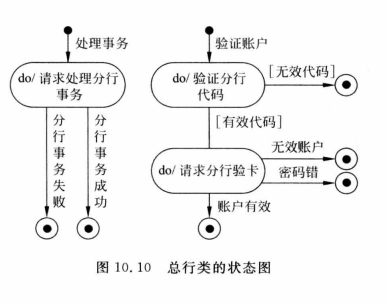 处理事务
do/ 请求处理分行
事务
分行事务失败
分行事务成功
验证账户
do/ 验证分行
代码
[无效代码]
[有效代码]
do/ 请求分行验卡
无效账户
密码错
账户有效
图 10.10 总行类的状态图